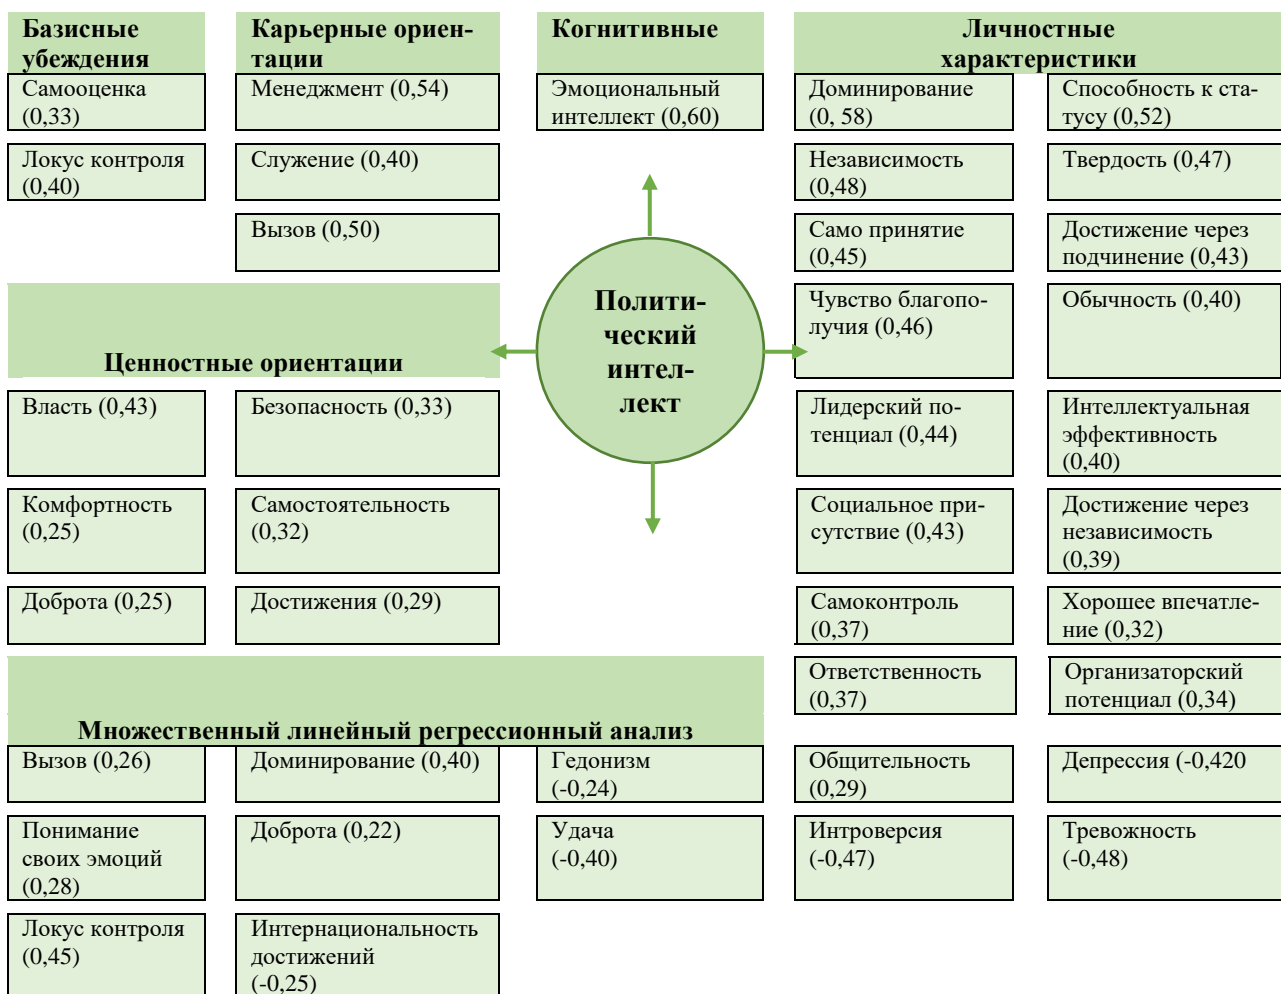 Базисные
убеждения
Самооценка
(0,33)
Локус контроля
(0,40)
Карьерные ориен-
тации
Менеджмент (0,54)
Служение (0,40)
Вызов (0,50)
Когнитивные
Эмоциональный
интеллект (0,60)
Полити-
ческий
интел-
лект
Личностные
характеристики
Доминирование
(0, 58)
Способность к ста-
тусу (0,52)
Независимость
(0,48)
Твердость (0,47)
Само принятие
(0,45)
Достижение через
подчинение (0,43)
Чувство благопо-
лучия (0,46)
Обычность (0,40)
Лидерский по-
тенциал (0,44)
Интеллектуальная
эффективность
(0,40)
Социальное при-
сутствие (0,43)
Достижение через
независимость
(0,39)
Самоконтроль
(0,37)
Хорошее впечатле-
ние (0,32)
Ответственность
(0,37)
Организаторский
потенциал (0,34)
Общительность
(0,29)
Депрессия (-0,420
Интроверсия
(-0,47)
Тревожность
(-0,48)
Ценностные ориентации
Власть (0,43)
Безопасность (0,33)
Комфортность
(0,25)
Самостоятельность
(0,32)
Доброта (0,25)
Достижения (0,29)
Множественный линейный регрессионный анализ
Вызов (0,26)
Доминирование (0,40)
Гедонизм
(-0,24)
Понимание
своих эмоций
(0,28)
Доброта (0,22)
Удача
(-0,40)
Локус контроля
(0,45)
Интернациональность
достижений
(-0,25)